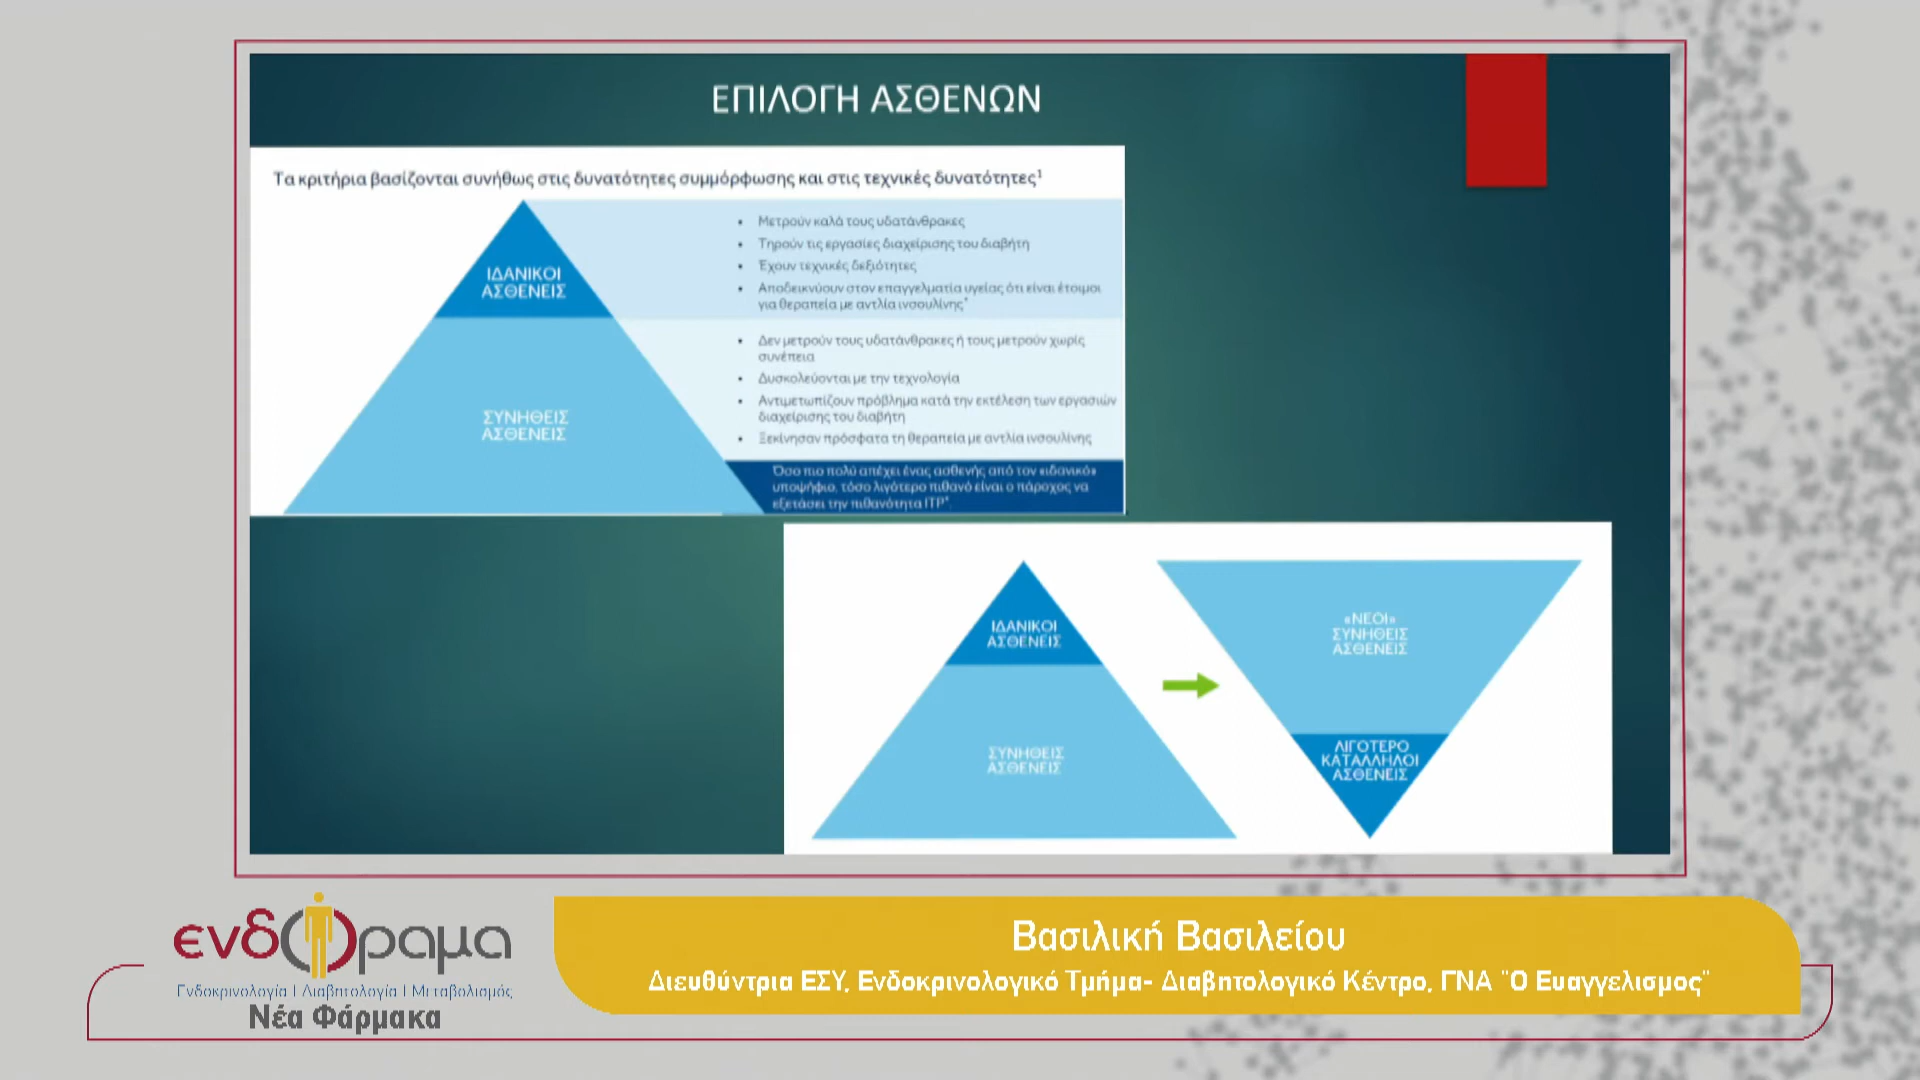 ΕΠΙΛΟΓΗ ΑΣΘΕΝΩΝ
Τα κριτήρια βασίζονται συνήθως στις δυνατότητες συμμόρφωσης και στις τεχνικές δυνατότητες¹
ΙΔΑΝΙΚΟΙ
ΑΣΘΕΝΕΙΣ
• Μετρούν καλά τους υδατάνθρακες
• Τηρούν τις εργασίες διαχείρισης του διαβήτη
• Έχουν τεχνικές δεξιότητες
• Αποδεικνύουν στον επαγγελματία υγείας ότι είναι έτοιμοι
για θεραπεία με αντλία ινσουλίνης*
ΣΥΝΗΘΕΙΣ
ΑΣΘΕΝΕΙΣ
• Δεν μετρούν τους υδατάνθρακες ή τους μετρούν χωρίς
συνέπεια
• Δυσκολεύονται με την τεχνολογία
• Αντιμετωπίζουν πρόβλημα κατά την εκτέλεση των εργασιών
διαχείρισης του διαβήτη
• Ξεκίνησαν πρόσφατα τη θεραπεία με αντλία ινσουλίνης
Όσο πιο πολύ απέχει ένας ασθενής από τον «ιδανικό»
υποψήφιο, τόσο λιγότερο πιθανό είναι ο πάροχος να
εξετάσει την πιθανότητα ITP*
ΙΔΑΝΙΚΟΙ
ΑΣΘΕΝΕΙΣ
ΣΥΝΗΘΕΙΣ
ΑΣΘΕΝΕΙΣ
«ΝΕΟΙ»
ΣΥΝΗΘΕΙΣ
ΑΣΘΕΝΕΙΣ
ΛΙΓΟΤΕΡΟ
ΚΑΤΑΛΛΗΛΟΙ
ΑΣΘΕΝΕΙΣ
ενδόραμα
Ενδοκρινολογία | Διαβητολογία | Μεταβολισμός
Νέα Φάρμακα
Βασιλική Βασιλείου
Διευθύντρια ΕΣΥ, Ενδοκρινολογικό Τμήμα- Διαβητολογικό Κέντρο, ΓΝΑ "Ο Ευαγγελισμος"